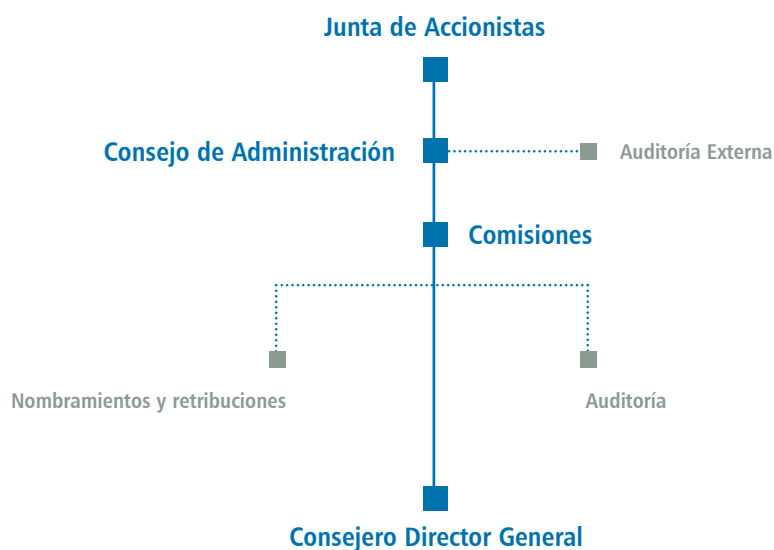 Junta de Accionistas
Consejo de Administración
Auditoría Externa
Comisiones
Nombramientos y retribuciones
Auditoría
Consejero Director General